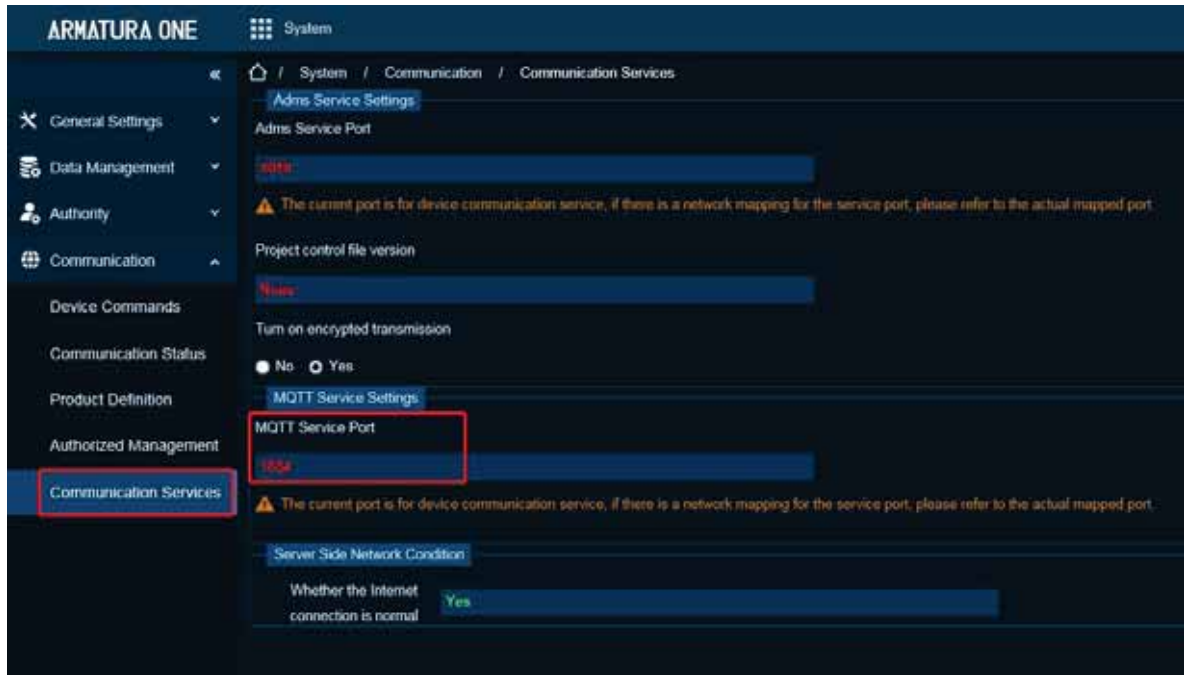 ARMATURA ONE
System
«
/ System / Communication / Communication Services
General Settings
Data Management
Authority
Communication
Device Commands
Communication Status
Product Definition
Authorized Management
Communication Services
Adms Service Settings
Adms Service Port
The current port is for device communication service, if there is a network mapping for the service port, please refer to the actual mapped port.
Project control file version
Turn on encrypted transmission
No Yes
MQTT Service Settings
MQTT Service Port
The current port is for device communication service, if there is a network mapping for the service port, please refer to the actual mapped port.
Server Side Network Condition
Whether the Internet
connection is normal
Yes